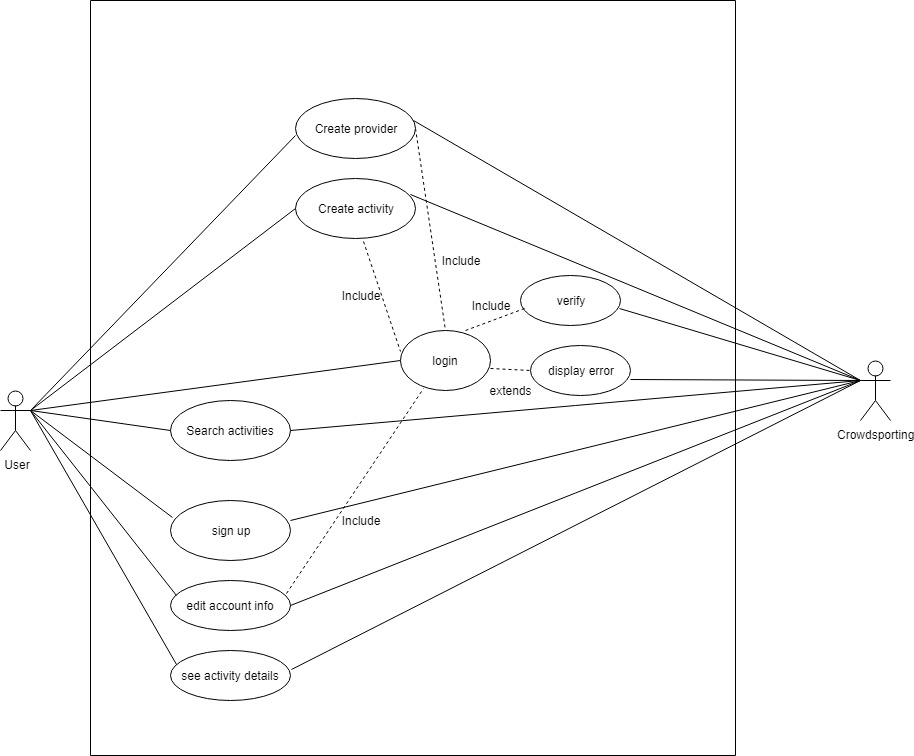 Create provider
Create activity
Include
Include
Include
verify
login
display error
extends
Search activities
Crowdsporting
User
sign up
Include
edit account info
see activity details